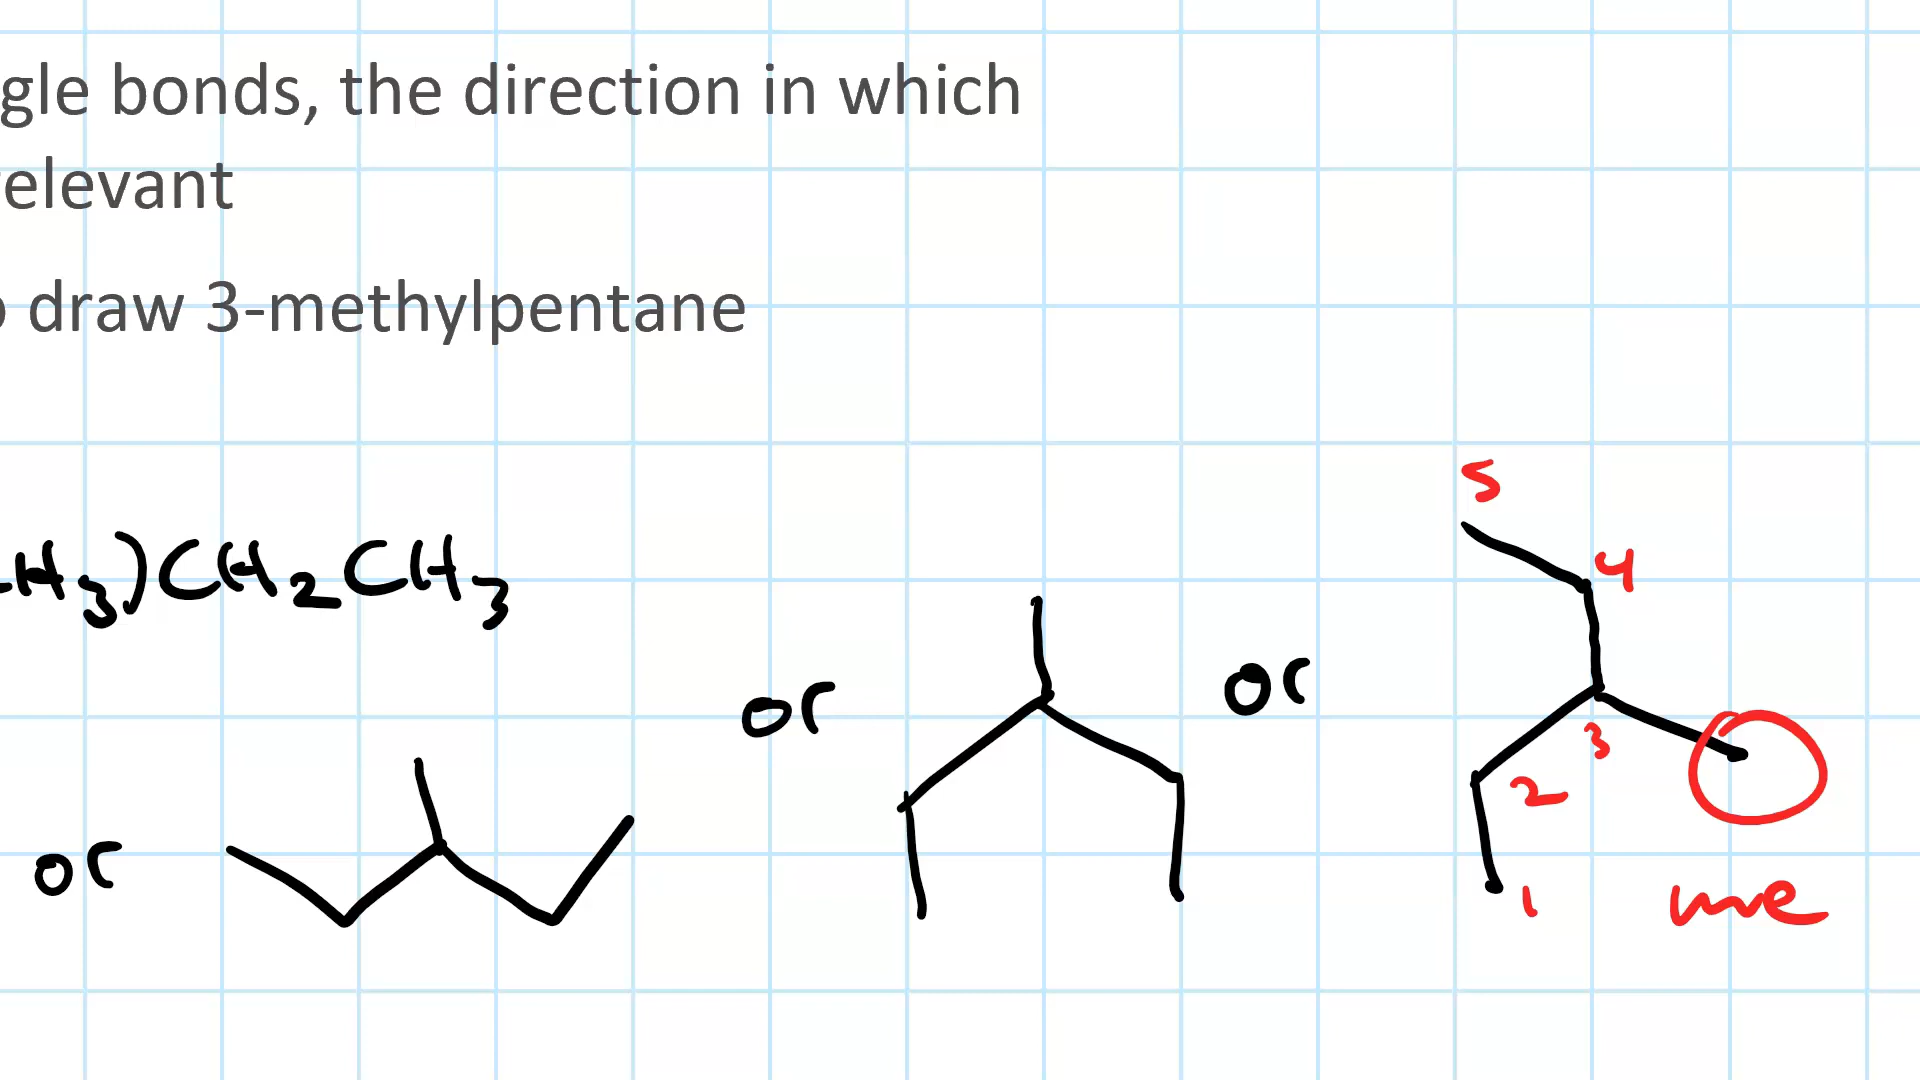 gle bonds, the direction in which
elevant
draw 3-methylpentane
H₃)CH₂CH₃
or
or
or
5
4
3
2
1
me